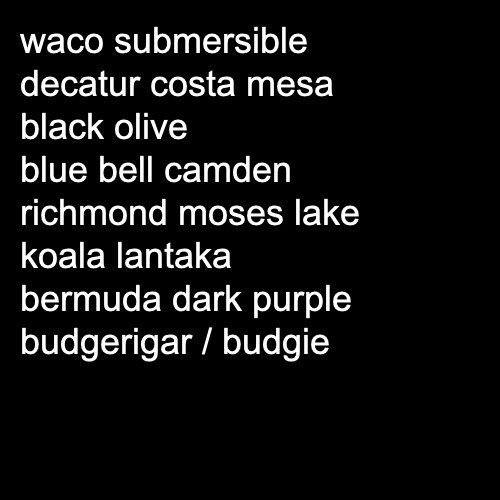 waco submersible
decatur costa mesa
black olive
blue bell camden
richmond moses lake
koala lantaka
bermuda dark purple
budgerigar / budgie